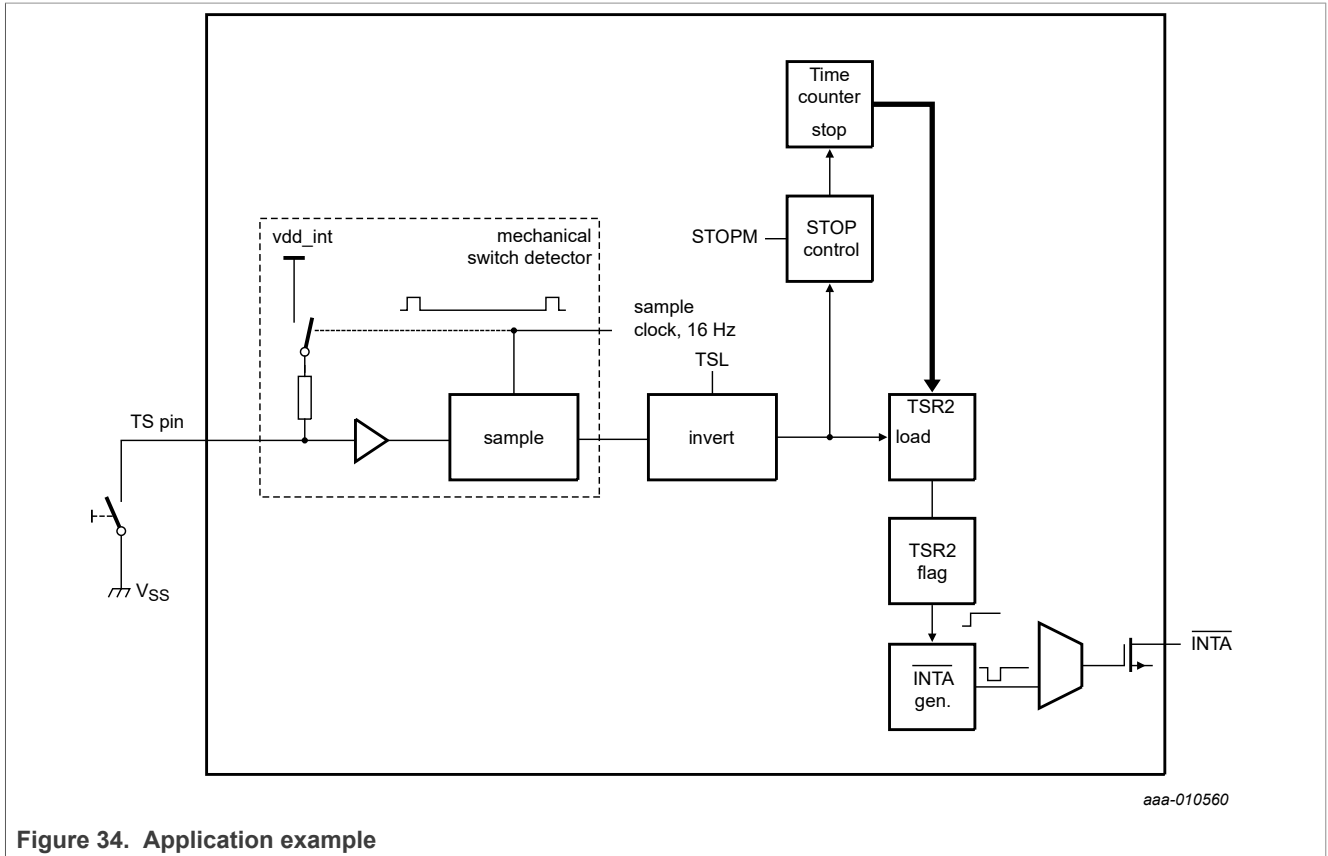 Time
counter
stop
STOPM
STOP
control
vdd_int
mechanical
switch detector
sample
clock, 16 Hz
TSL
TS pin
sample
invert
TSR2
load
TSR2
flag
VSS
INTA
gen.
INTA
aaa-010560
Figure 34. Application example